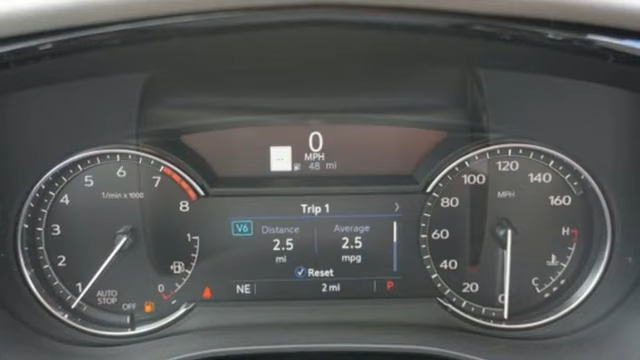 0
MPH
--
48 mi
1
2
3
4
5
6
7
8
1/min x 1000
AUTO
STOP
OFF
1
0
Trip 1
V6
Distance
Average
2.5
2.5
mi
mpg
Reset
NE
2 mi
P
0
20
40
60
80
100
120
140
160
MPH
H
C